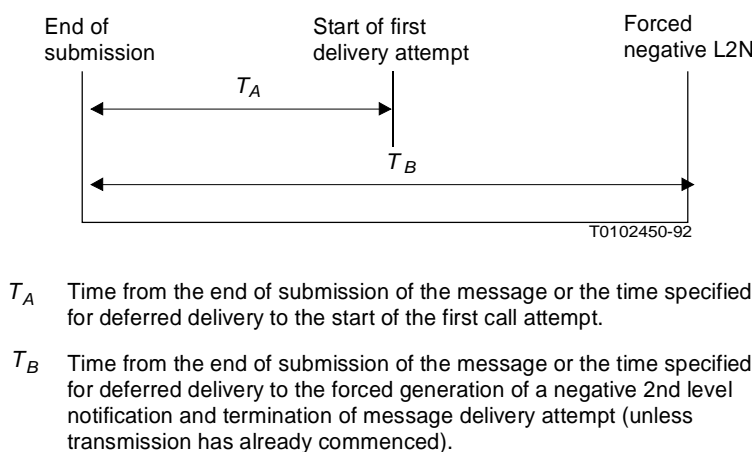 End of
submission
Start of first
delivery attempt
Forced
negative L2N
T_A
T_B
T0102450-92
T_A Time from the end of submission of the message or the time specified
for deferred delivery to the start of the first call attempt.
T_B Time from the end of submission of the message or the time specified
for deferred delivery to the forced generation of a negative 2nd level
notification and termination of message delivery attempt (unless
transmission has already commenced).